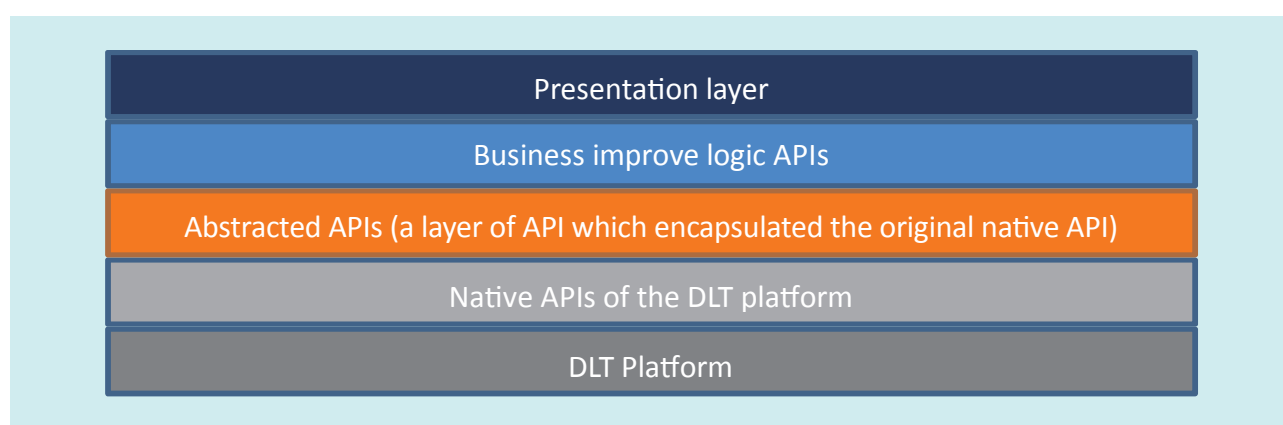 Presentation layer
Business improve logic APIs
Abstracted APIs (a layer of API which encapsulated the original native API)
Native APIs of the DLT platform
DLT Platform